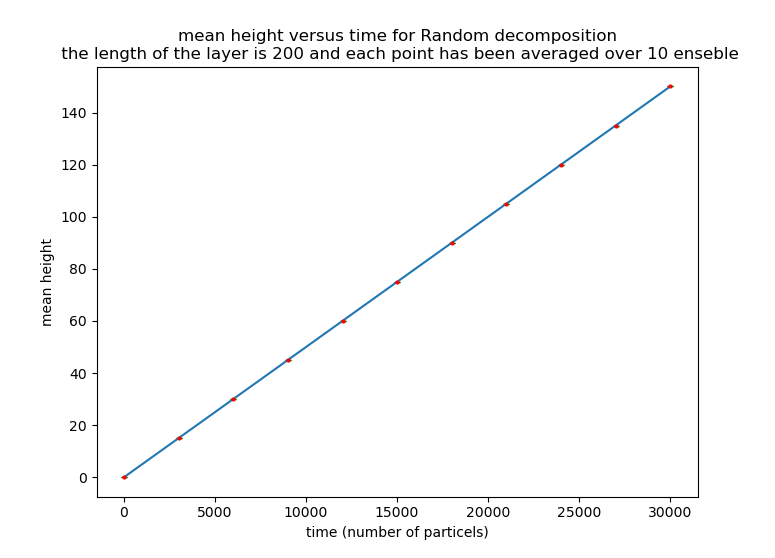 mean height versus time for Random decomposition
the length of the layer is 200 and each point has been averaged over 10 enseble
mean height
140
120
100
80
60
40
20
0
0 5000 10000 15000 20000 25000 30000
time (number of particels)